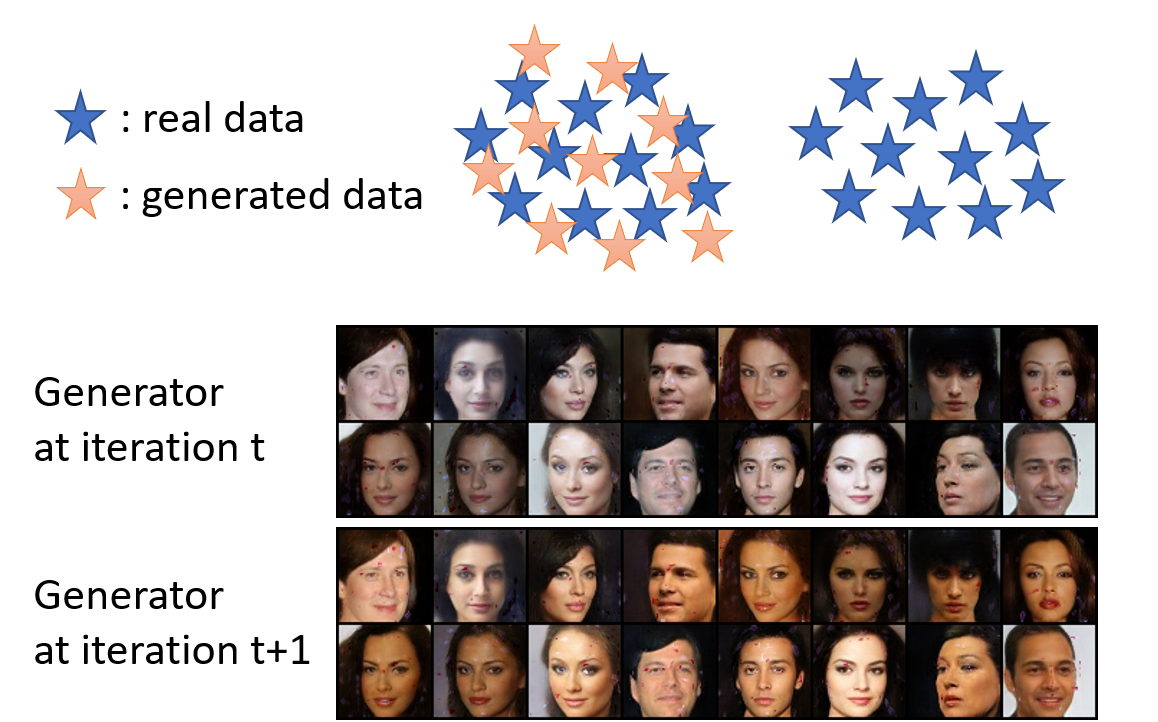 : real data
: generated data
Generator
at iteration t
Generator
at iteration t+1